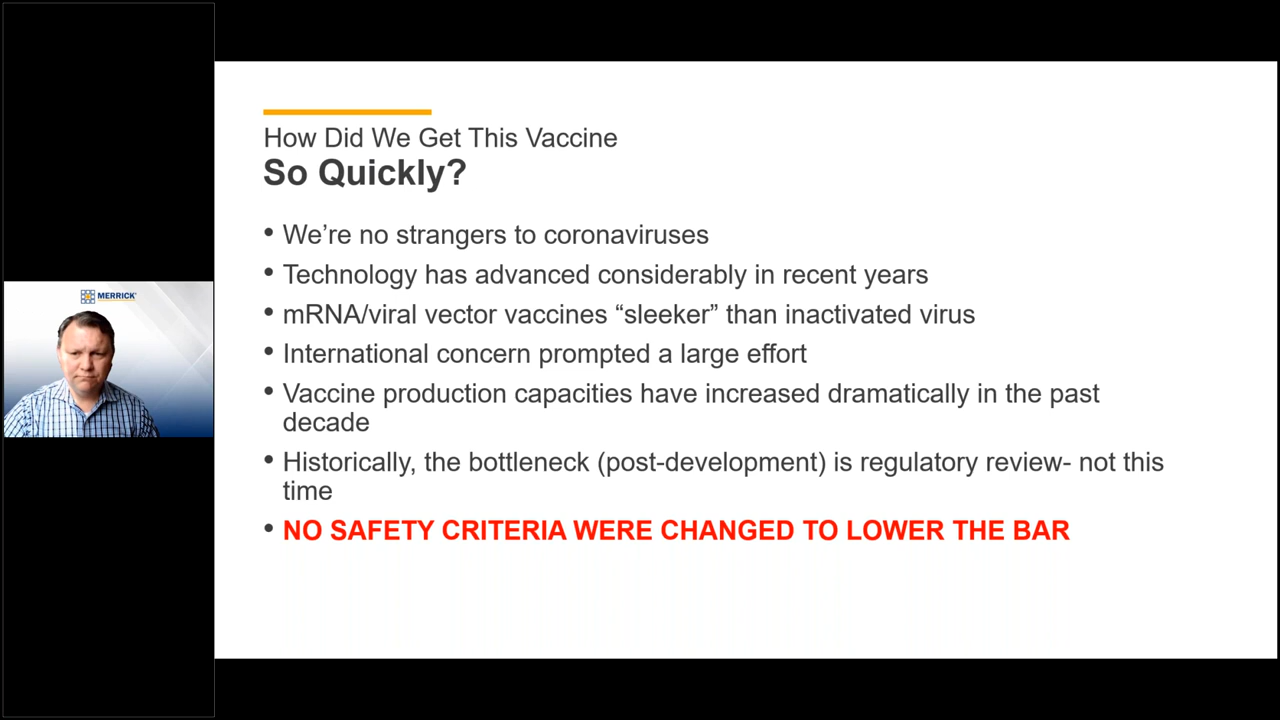 MERRICK
How Did We Get This Vaccine
So Quickly?
• We’re no strangers to coronaviruses
• Technology has advanced considerably in recent years
• mRNA/viral vector vaccines “sleeker” than inactivated virus
• International concern prompted a large effort
• Vaccine production capacities have increased dramatically in the past
decade
• Historically, the bottleneck (post-development) is regulatory review- not this
time
• NO SAFETY CRITERIA WERE CHANGED TO LOWER THE BAR